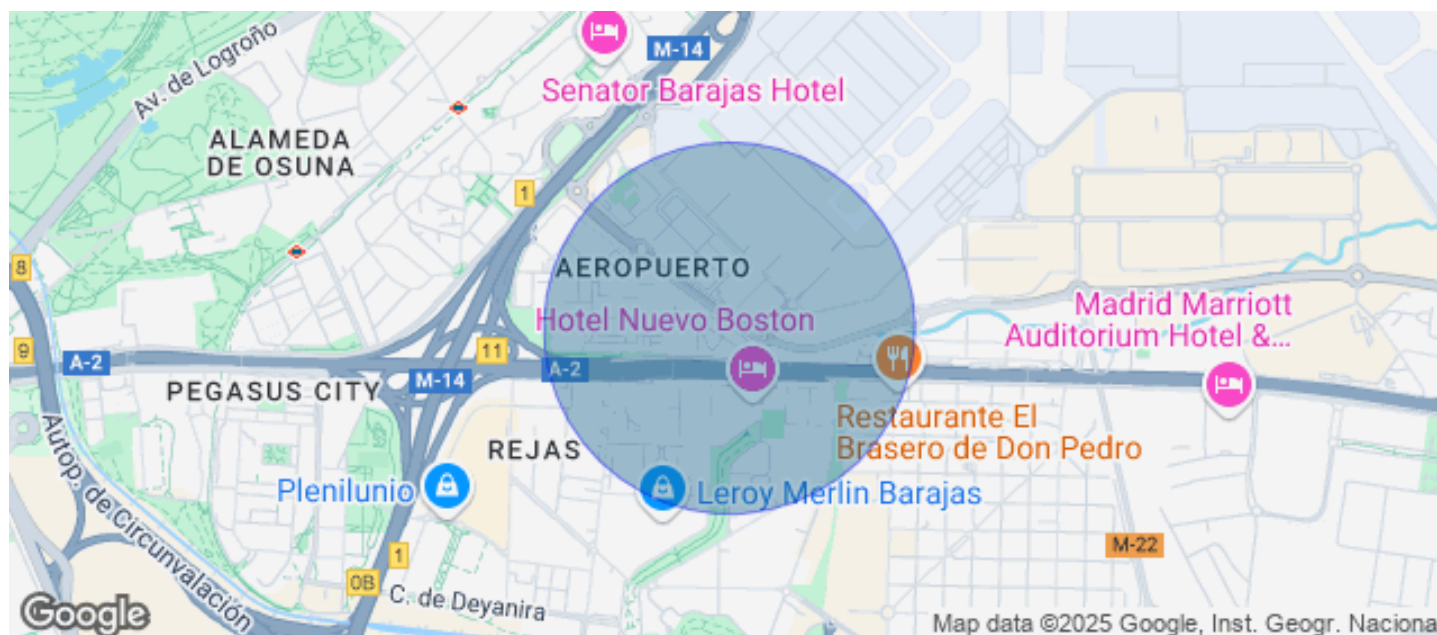 M-14
Senator Barajas Hotel
Av. de Logroño
ALAMEDA
DE OSUNA
1
8
AEROPUERTO
Hotel Nuevo Boston
Madrid Marriott
Auditorium Hotel &...
9
A-2
11
A-2
M-14
PEGASUS CITY
Restaurante El
Brasero de Don Pedro
REJAS
Autop. de Circunvalación
Plenilunio
Leroy Merlin Barajas
M-22
1
0B
C. de Deyanira
Google
Map data ©2025 Google, Inst. Geogr. Naciona